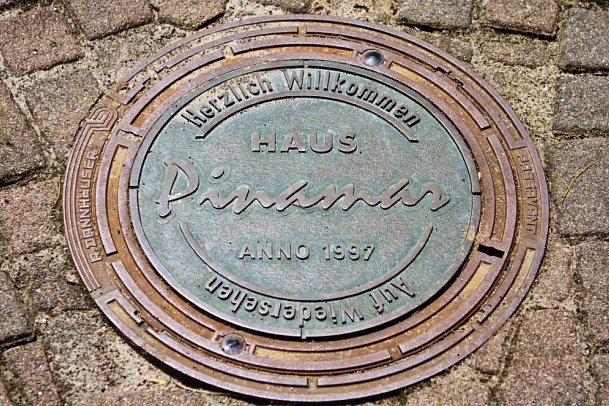 Herzlich Willkommen
HAUS
Pinamar
ANNO 1997
Auf Wiedersehen